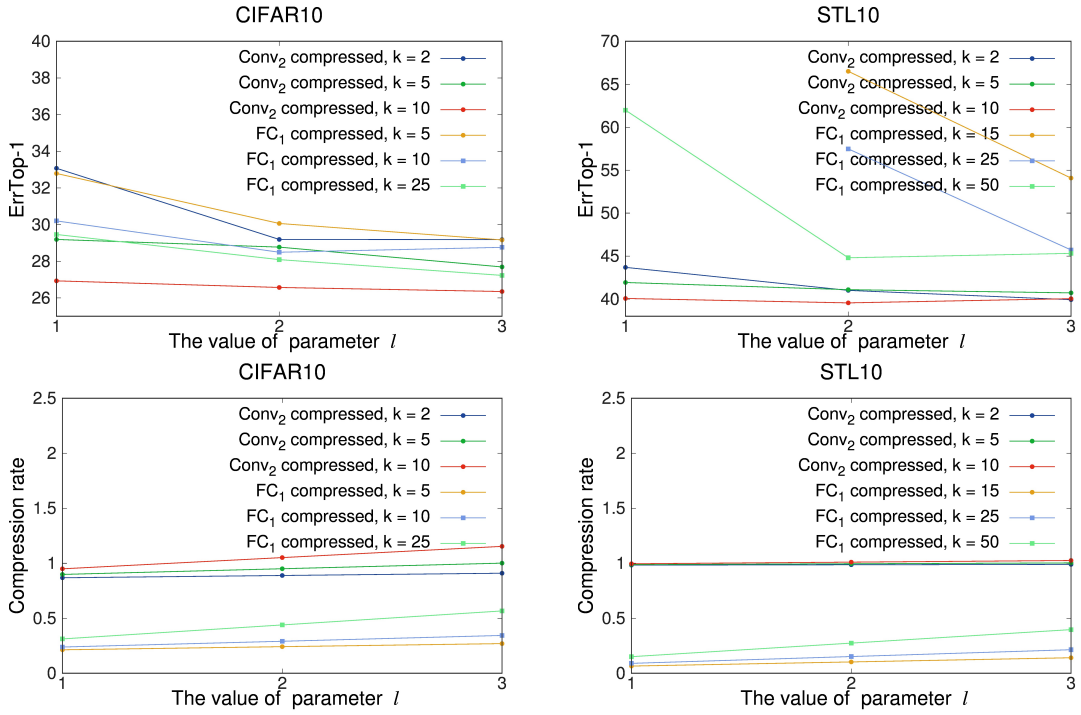 CIFAR10
40
38
36
34
32
30
28
26
ErrTop-1
Conv2 compressed, k = 2
Conv2 compressed, k = 5
Conv2 compressed, k = 10
FC1 compressed, k = 5
FC1 compressed, k = 10
FC1 compressed, k = 25
1 2 3
The value of parameter l
STL10
70
65
60
55
50
45
40
ErrTop-1
Conv2 compressed, k = 2
Conv2 compressed, k = 5
Conv2 compressed, k = 10
FC1 compressed, k = 15
FC1 compressed, k = 25
FC1 compressed, k = 50
1 2 3
The value of parameter l
CIFAR10
2.5
2
1.5
1
0.5
0
Compression rate
Conv2 compressed, k = 2
Conv2 compressed, k = 5
Conv2 compressed, k = 10
FC1 compressed, k = 5
FC1 compressed, k = 10
FC1 compressed, k = 25
1 2 3
The value of parameter l
STL10
2.5
2
1.5
1
0.5
0
Compression rate
Conv2 compressed, k = 2
Conv2 compressed, k = 5
Conv2 compressed, k = 10
FC1 compressed, k = 15
FC1 compressed, k = 25
FC1 compressed, k = 50
1 2 3
The value of parameter l